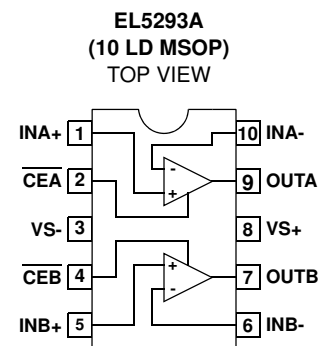 EL5293A
(10 LD MSOP)
TOP VIEW
INA+ 1 10 INA-
CEA 2 9 OUTA
VS- 3 8 VS+
CEB 4 7 OUTB
INB+ 5 6 INB-
- +
+ -